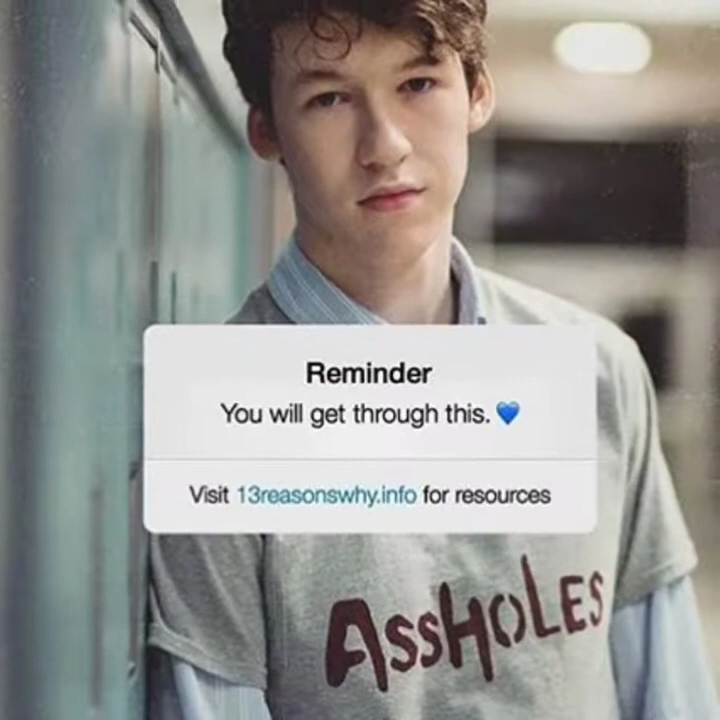 Reminder
You will get through this. 💙
Visit 13reasonswhy.info for resources
AssHoLES